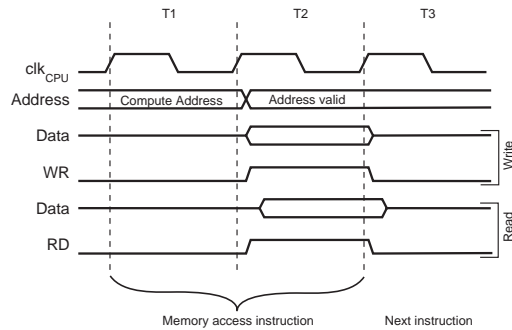 T1 T2 T3
clkCPU
Address Compute Address Address valid
Data
WR
Write
Data
RD
Read
Memory access instruction Next instruction